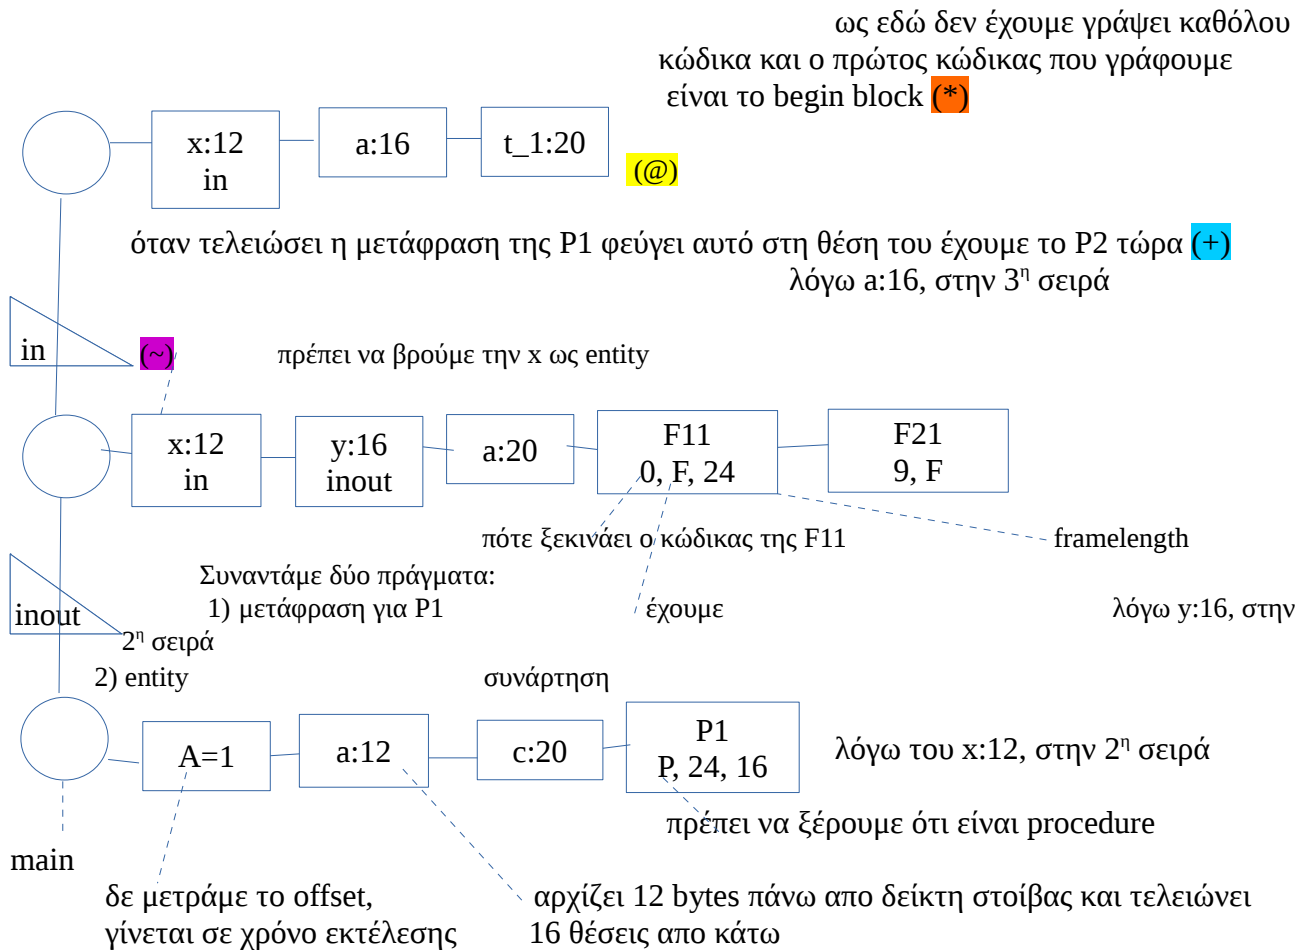 ως εδώ δεν έχουμε γράψει καθόλου
κώδικα και ο πρώτος κώδικας που γράφουμε
είναι το begin block (*)
x:12
in
a:16
t_1:20
(@)
όταν τελειώσει η μετάφραση της P1 φεύγει αυτό στη θέση του έχουμε το P2 τώρα (+)
λόγω a:16, στην 3η σειρά
in
(~)
πρέπει να βρούμε την x ως entity
x:12
in
y:16
inout
a:20
F11
0, F, 24
F21
9, F
πότε ξεκινάει ο κώδικας της F11
framelength
Συναντάμε δύο πράγματα:
1) μετάφραση για P1
έχουμε
λόγω y:16, στην
inout
2η σειρά
2) entity
συνάρτηση
A=1
a:12
c:20
P1
P, 24, 16
λόγω του x:12, στην 2η σειρά
πρέπει να ξέρουμε ότι είναι procedure
main
δε μετράμε το offset,
γίνεται σε χρόνο εκτέλεσης
αρχίζει 12 bytes πάνω απο δείκτη στοίβας και τελειώνει
16 θέσεις απο κάτω